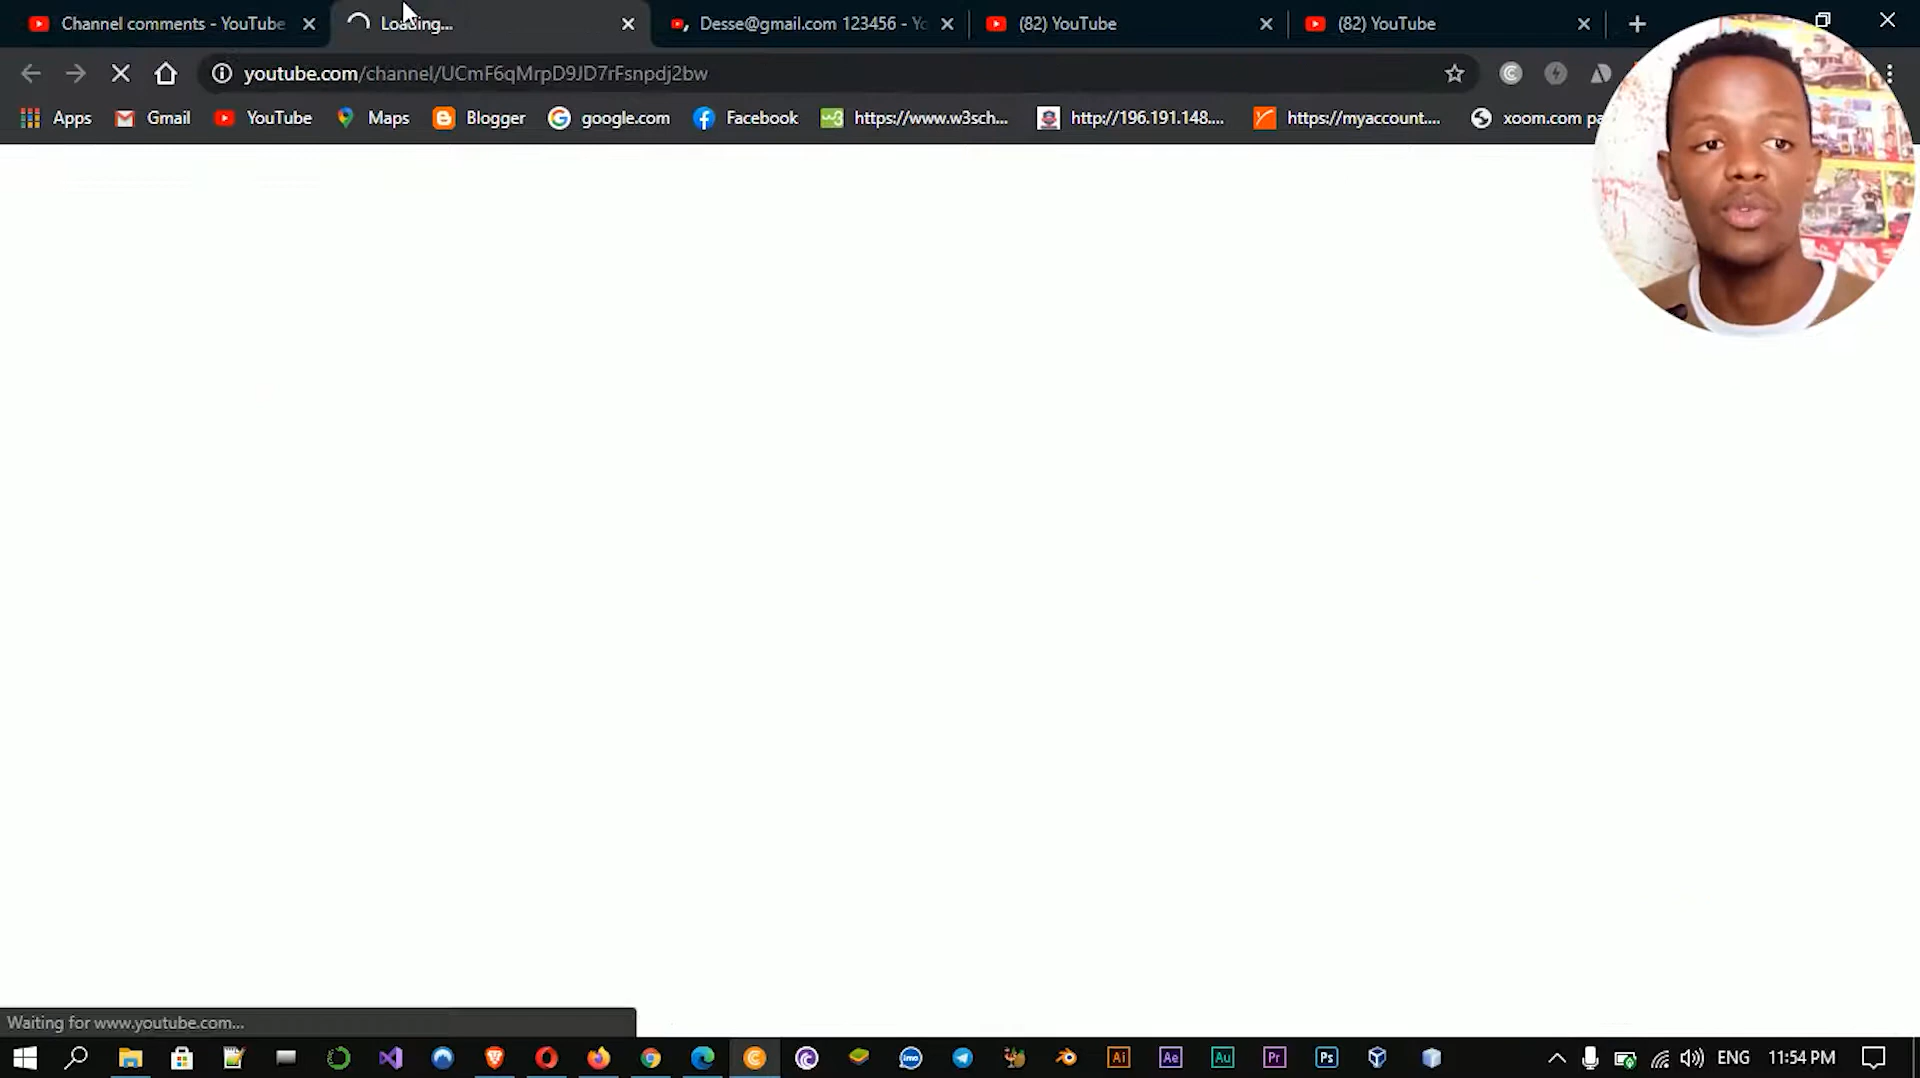 Channel comments - YouTube
Loading...
Desse@gmail.com 123456 - Yo
(82) YouTube
(82) YouTube
youtube.com/channel/UCmF6qMrpD9JD7rFsnpdj2bw
Apps
Gmail
YouTube
Maps
Blogger
google.com
Facebook
https://www.w3sch...
http://196.191.148....
https://myaccount....
xoom.com pa
Waiting for www.youtube.com...
imo
Ai
Ae
Au
Pr
Ps
ENG
11:54 PM